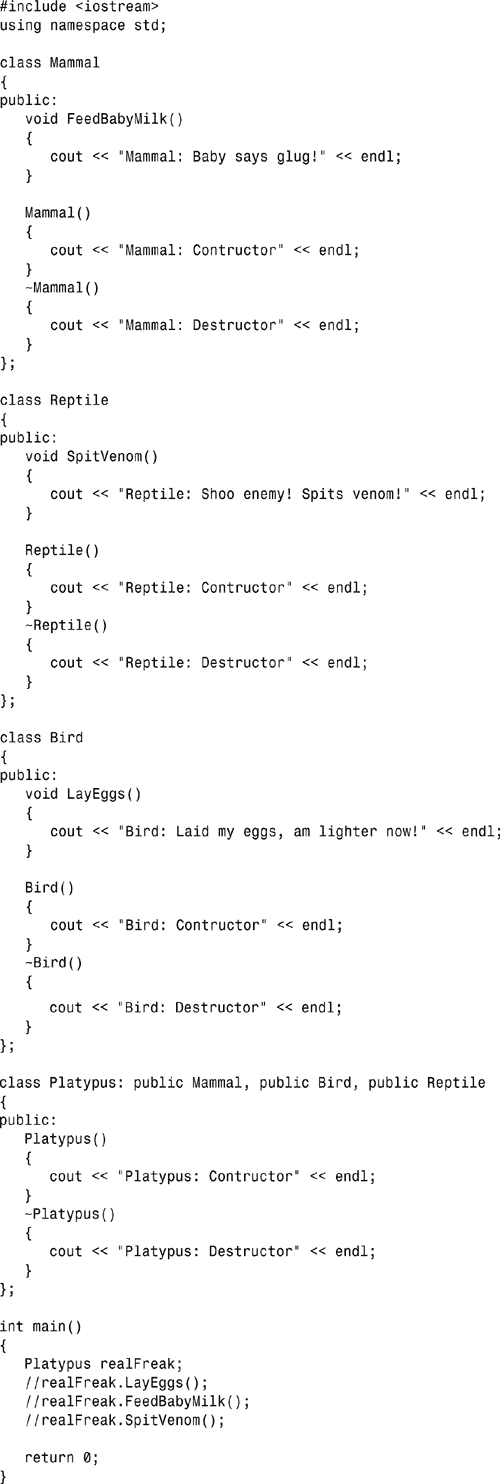 #include <iostream>
using namespace std;
class Mammal
{
public:
void FeedBabyMilk()
{
cout << "Mammal: Baby says glug!" << endl;
}
Mammal()
{
cout << "Mammal: Contructor" << endl;
}
~Mammal()
{
cout << "Mammal: Destructor" << endl;
}
};
class Reptile
{
public:
void SpitVenom()
{
cout << "Reptile: Shoo enemy! Spits venom!" << endl;
}
Reptile()
{
cout << "Reptile: Contructor" << endl;
}
~Reptile()
{
cout << "Reptile: Destructor" << endl;
}
};
class Bird
{
public:
void LayEggs()
{
cout << "Bird: Laid my eggs, am lighter now!" << endl;
}
Bird()
{
cout << "Bird: Contructor" << endl;
}
~Bird()
{
cout << "Bird: Destructor" << endl;
}
};
class Platypus: public Mammal, public Bird, public Reptile
{
public:
Platypus()
{
cout << "Platypus: Contructor" << endl;
}
~Platypus()
{
cout << "Platypus: Destructor" << endl;
}
};
int main()
{
Platypus realFreak;
//realFreak.LayEggs();
//realFreak.FeedBabyMilk();
//realFreak.SpitVenom();
return 0;
}